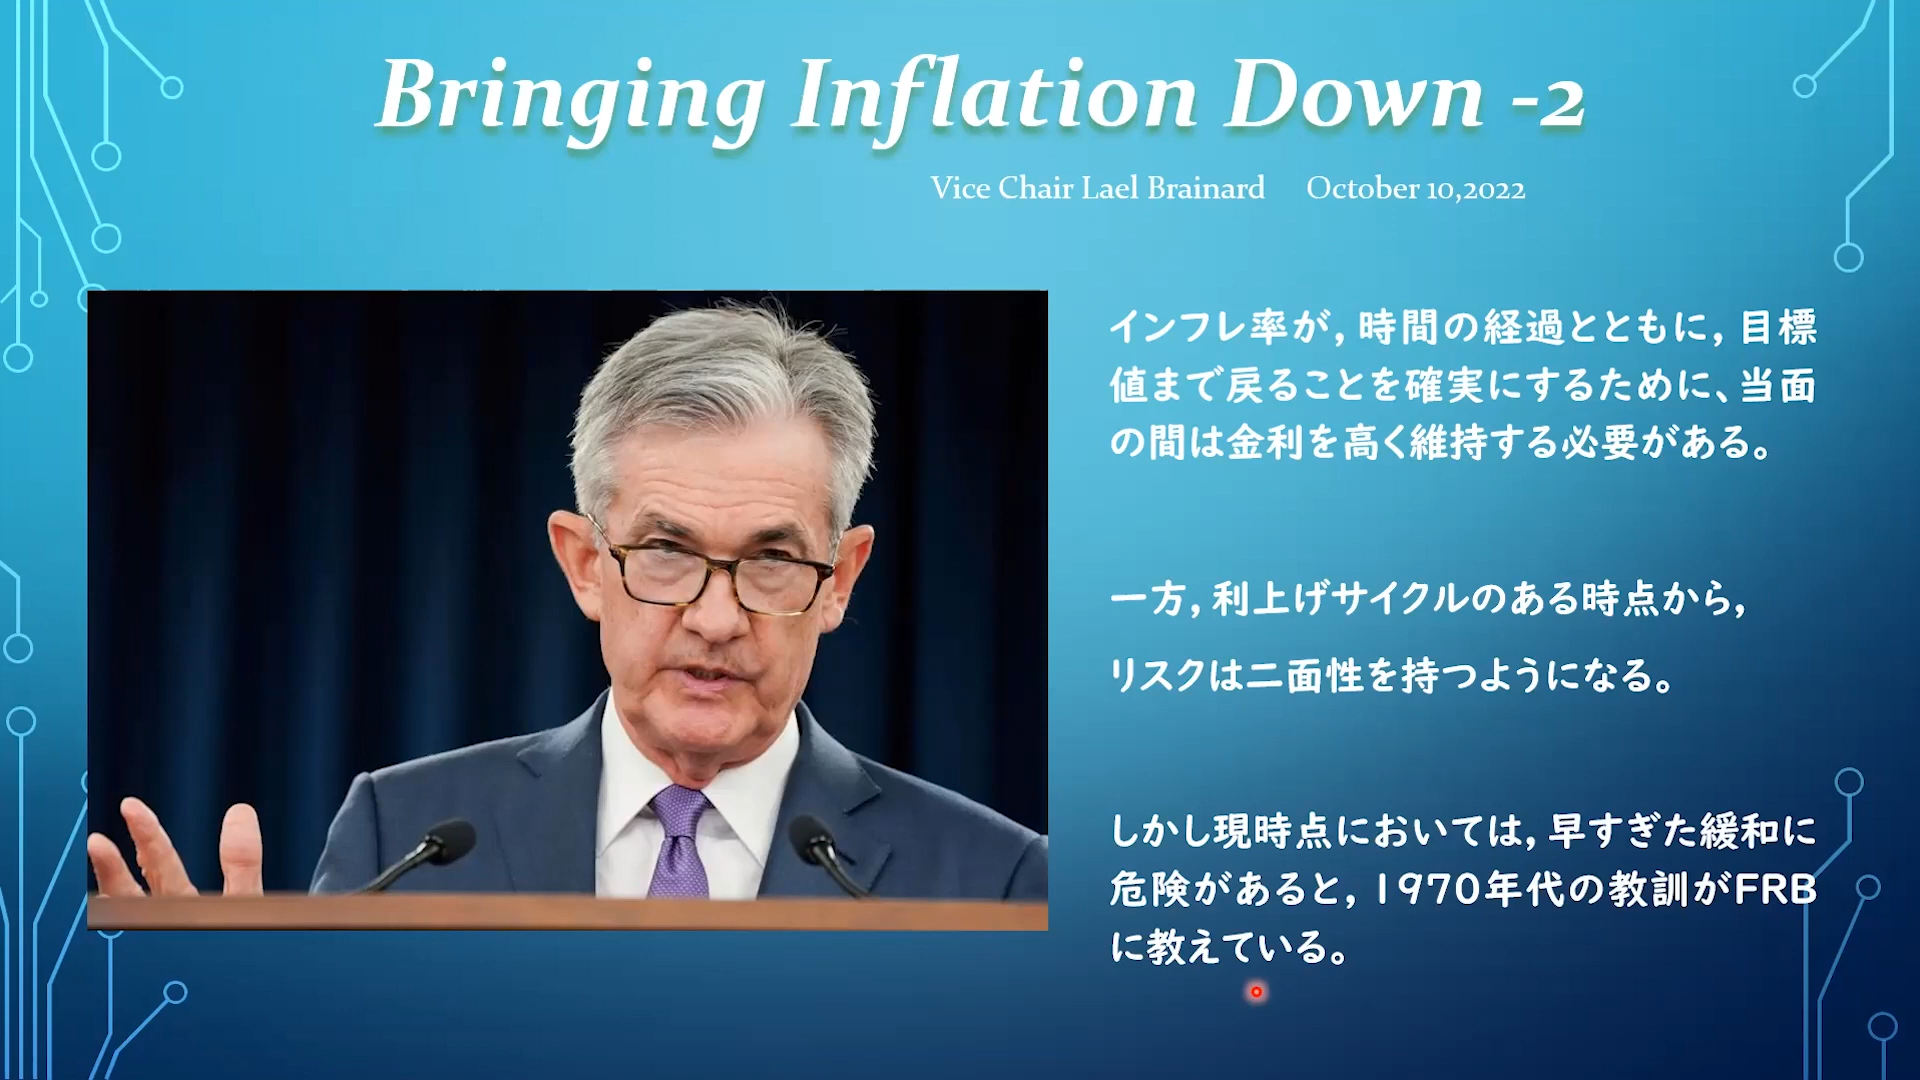 Bringing Inflation Down -2
Vice Chair Lael Brainard October 10,2022
インフレ率が,時間の経過とともに,目標
値まで戻ることを確実にするために、当面
の間は金利を高く維持する必要がある。
一方,利上げサイクルのある時点から,
リスクは二面性を持つようになる。
しかし現時点においては,早すぎた緩和に
危険があると,1970年代の教訓がFRB
に教えている。